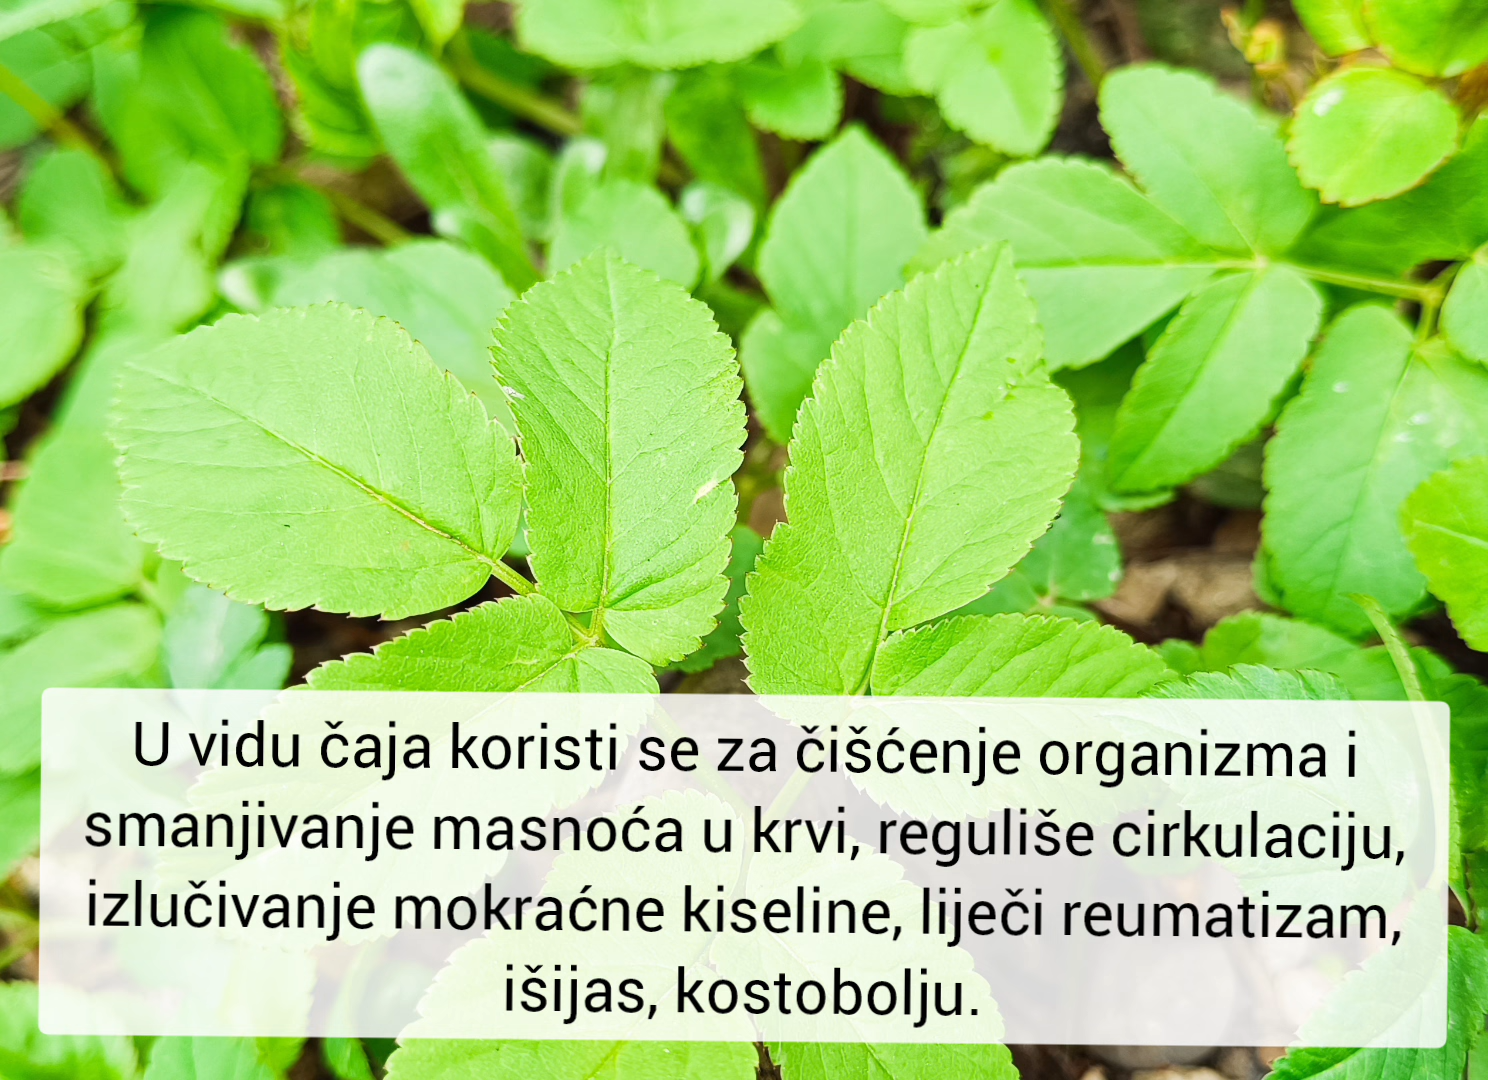 U vidu čaja koristi se za čišćenje organizma i
smanjivanje masnoća u krvi, reguliše cirkulaciju,
izlučivanje mokraćne kiseline, liječi reumatizam,
išijas, kostobolju.